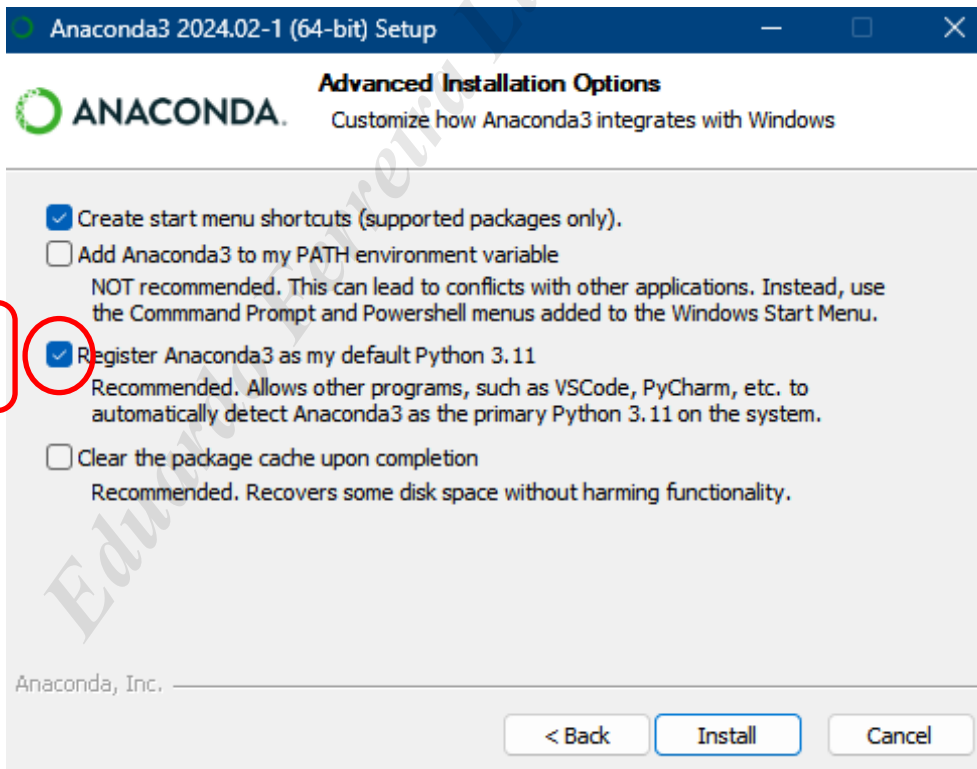 Anaconda3 2024.02-1 (64-bit) Setup
ANACONDA.
Advanced Installation Options
Customize how Anaconda3 integrates with Windows
Create start menu shortcuts (supported packages only).
Add Anaconda3 to my PATH environment variable
NOT recommended. This can lead to conflicts with other applications. Instead, use
the Commmand Prompt and Powershell menus added to the Windows Start Menu.
Register Anaconda3 as my default Python 3.11
Recommended. Allows other programs, such as VSCode, PyCharm, etc. to
automatically detect Anaconda3 as the primary Python 3.11 on the system.
Clear the package cache upon completion
Recommended. Recovers some disk space without harming functionality.
Eduardo Ferreira
Anaconda, Inc.
< Back
Install
Cancel